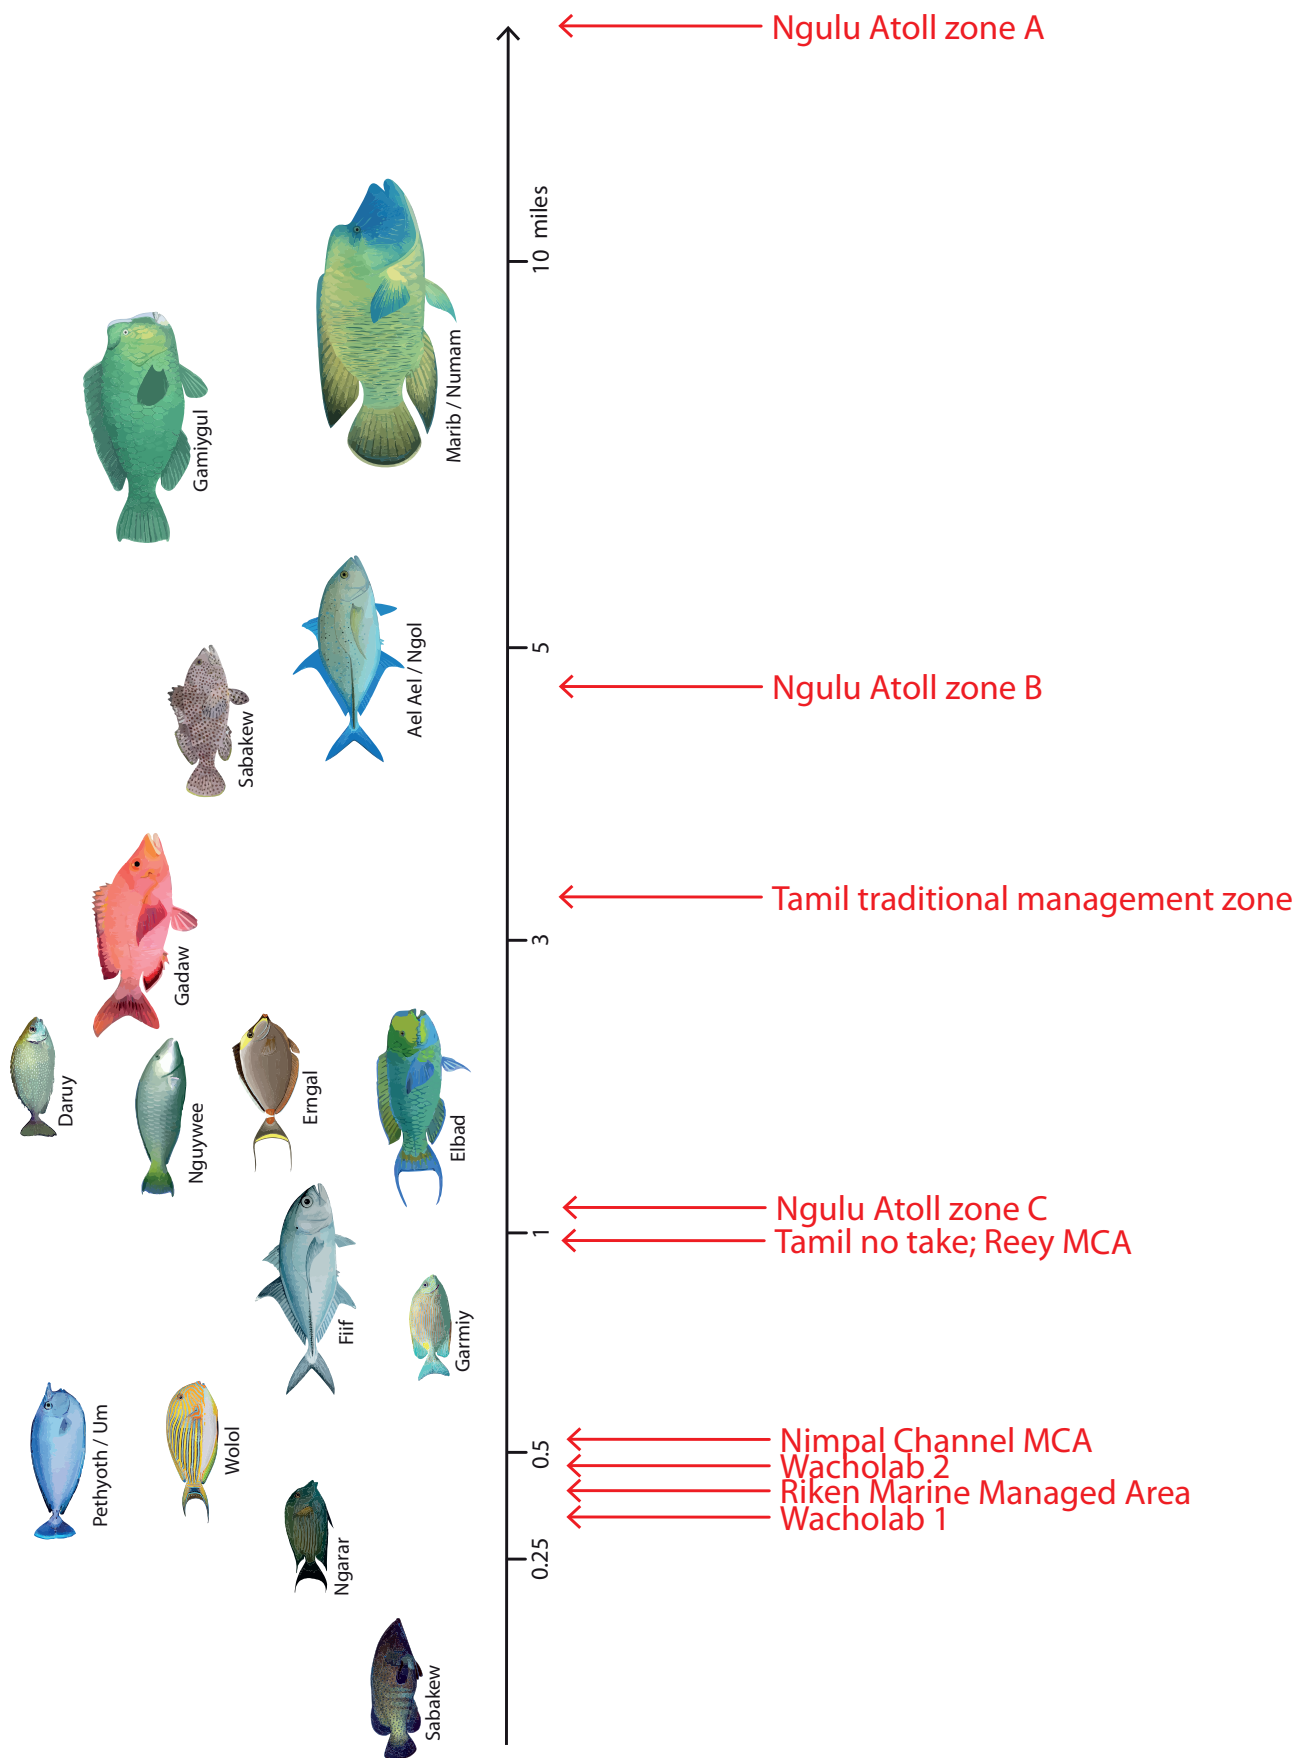 Ngulu Atoll zone A
10 miles
Marib / Numam
Gamiygul
5
Ael Ael / Ngol
Ngulu Atoll zone B
Sabakew
Tamil traditional management zone
3
Gadaw
Daruy
Nguywee
Erngal
Elbad
Ngulu Atoll zone C
1
Tamil no take; Reey MCA
Fiif
Garmiy
Pethyoth / Um
Wolol
Nimpal Channel MCA
0.5
Wacholab 2
Riken Marine Managed Area
Wacholab 1
0.25
Ngarar
Sabakew